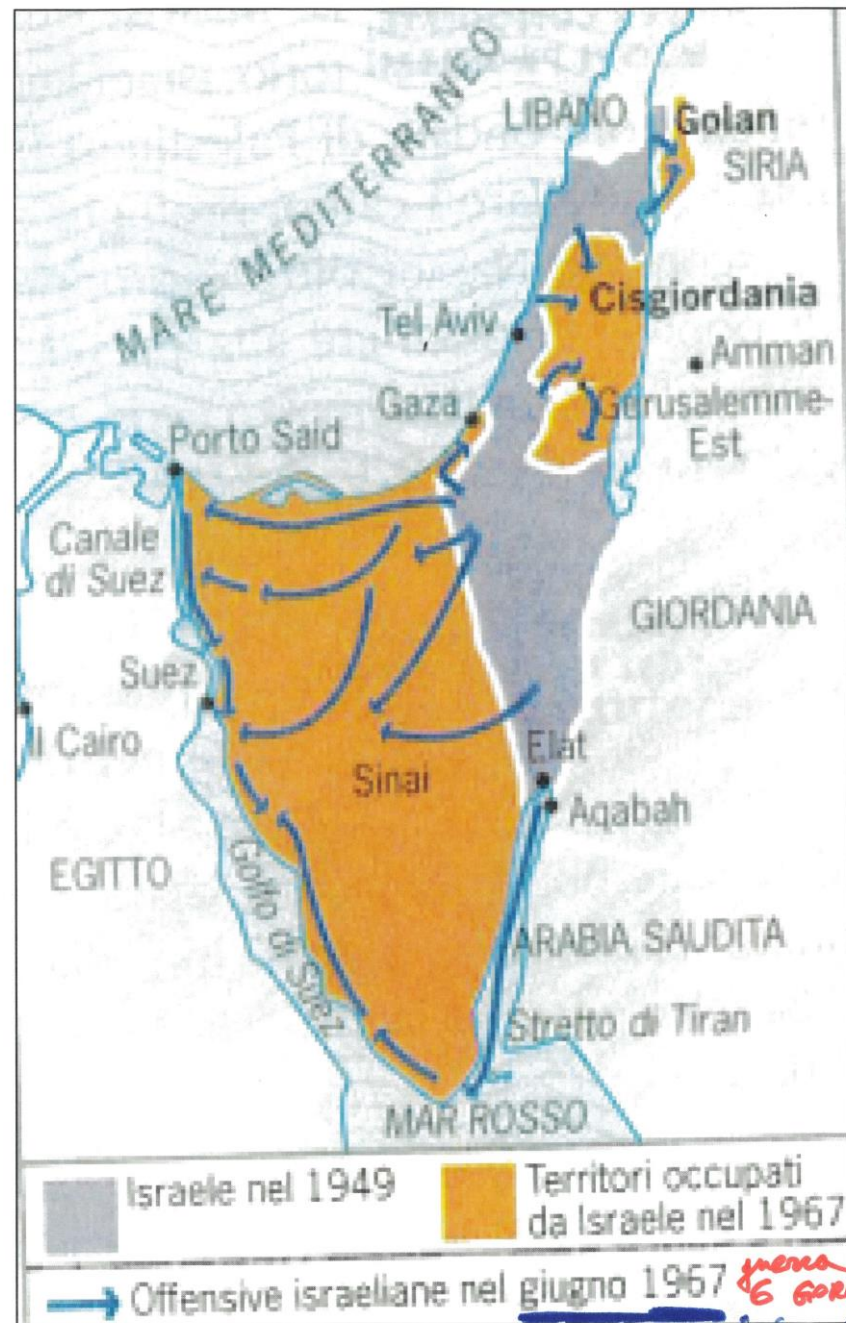 MARE MEDITERRANEO
LIBANO
Golan
SIRIA
Cisgiordania
Tel Aviv
Amman
Gaza
Gerusalemme-
Est
Porto Said
Canale
di Suez
GIORDANIA
Suez
Il Cairo
Elat
Sinai
Aqabah
EGITTO
Golfo di Suez
ARABIA SAUDITA
Stretto di Tiran
MAR ROSSO
Israele nel 1949
Territori occupati
da Israele nel 1967
Offensive israeliane nel giugno 1967
guerra
6 GOR